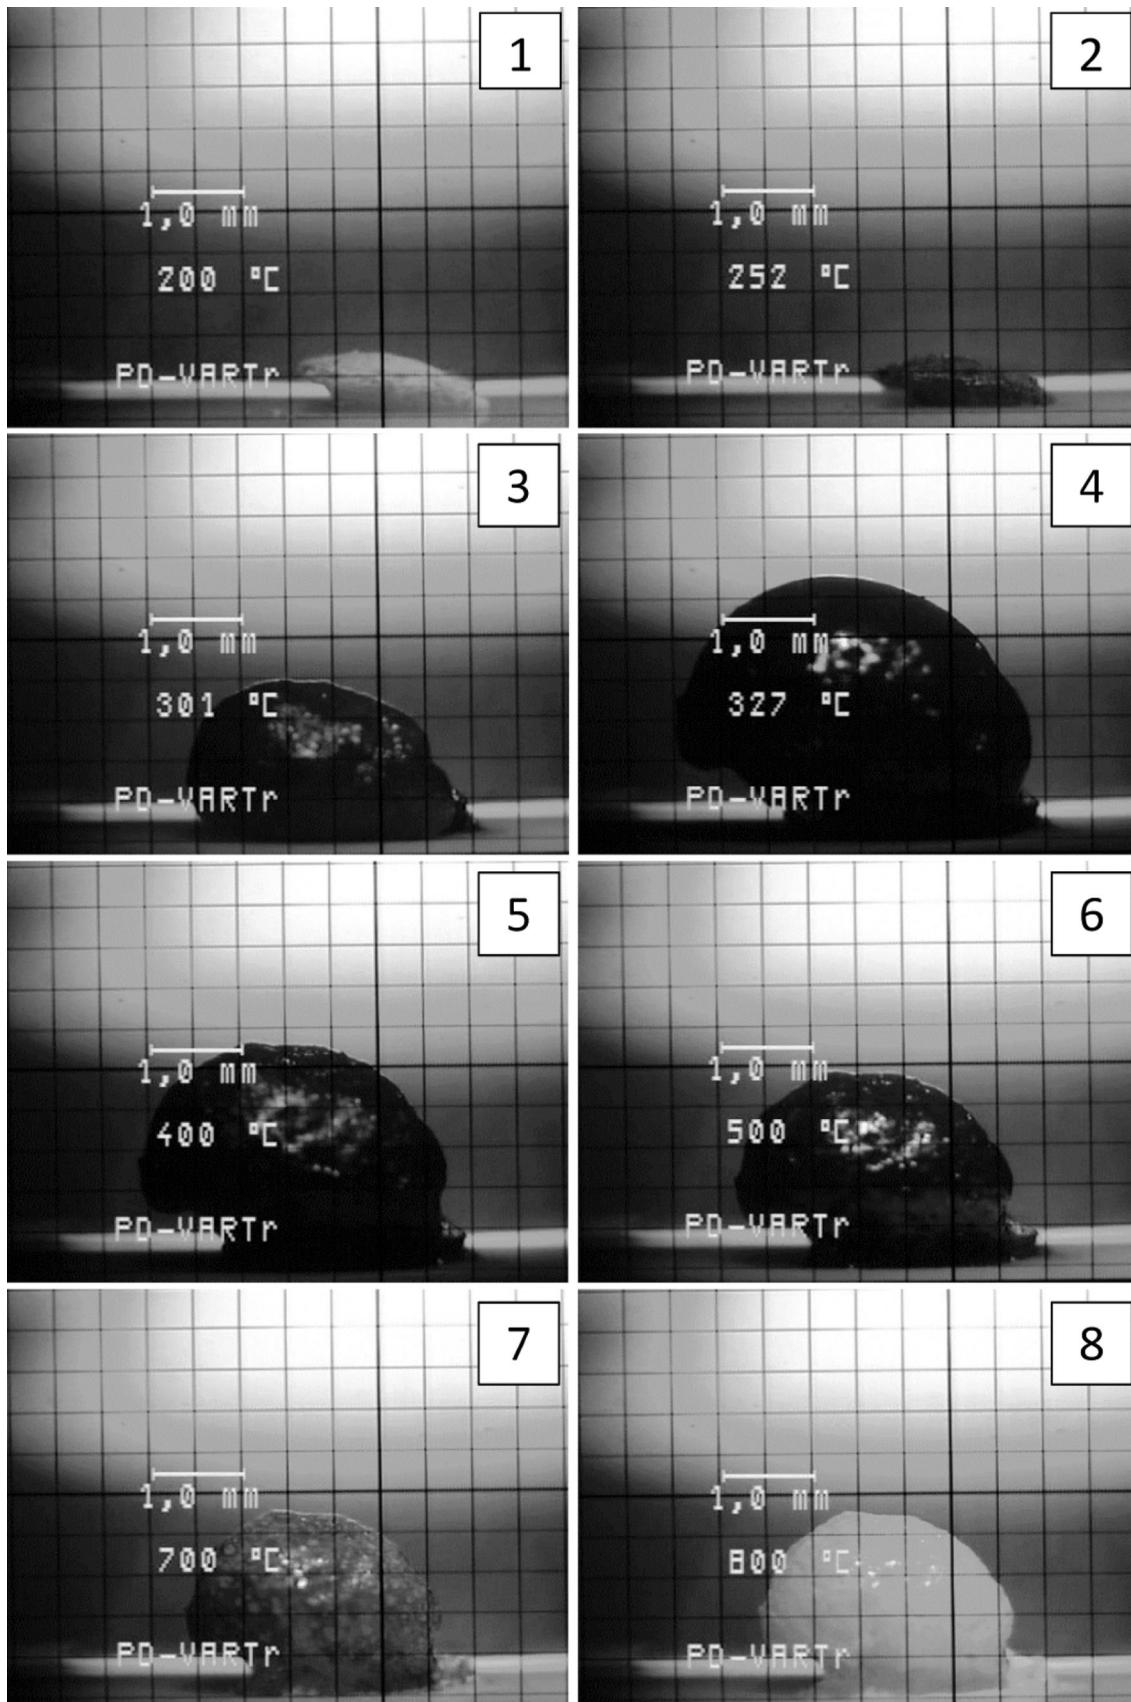 1
1,0 mm
200 °C
PD-VARTr
2
1,0 mm
252 °C
PD-VARTr
3
1,0 mm
301 °C
PD-VARTr
4
1,0 mm
327 °C
PD-VARTr
5
1,0 mm
400 °C
PD-VARTr
6
1,0 mm
500 °C
PD-VARTr
7
1,0 mm
700 °C
PD-VARTr
8
1,0 mm
800 °C
PD-VARTr